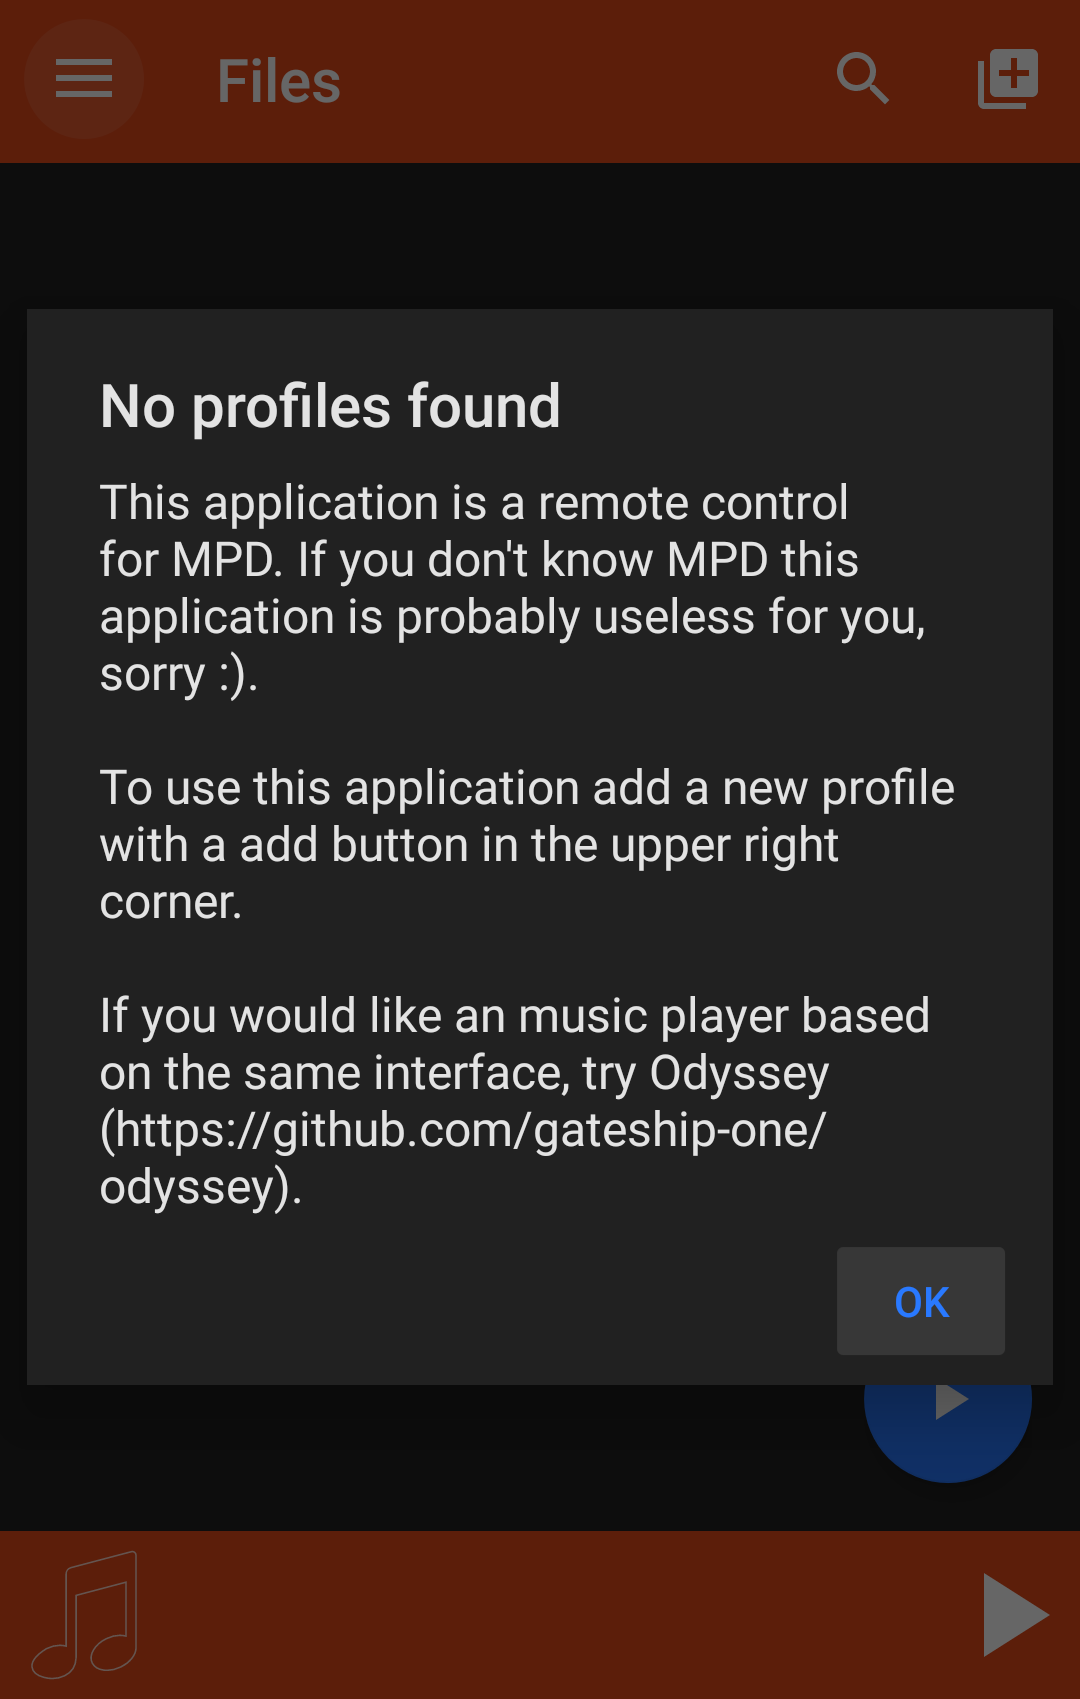 Files
No profiles found
This application is a remote control
for MPD. If you don't know MPD this
application is probably useless for you,
sorry :).
To use this application add a new profile
with a add button in the upper right
corner.
If you would like an music player based
on the same interface, try Odyssey
(https://github.com/gateship-one/
odyssey).
OK